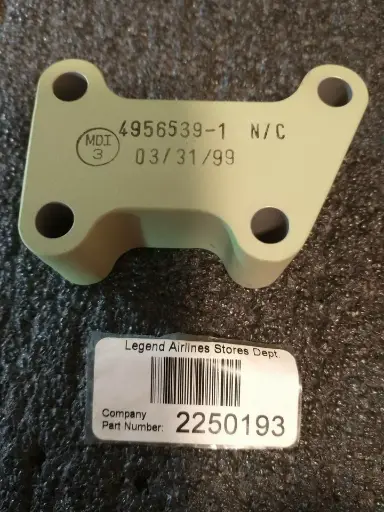 4956539-1 N/C
MDI
3
03/31/99
Legend Airlines Stores Dept.
Company
Part Number: 2250193